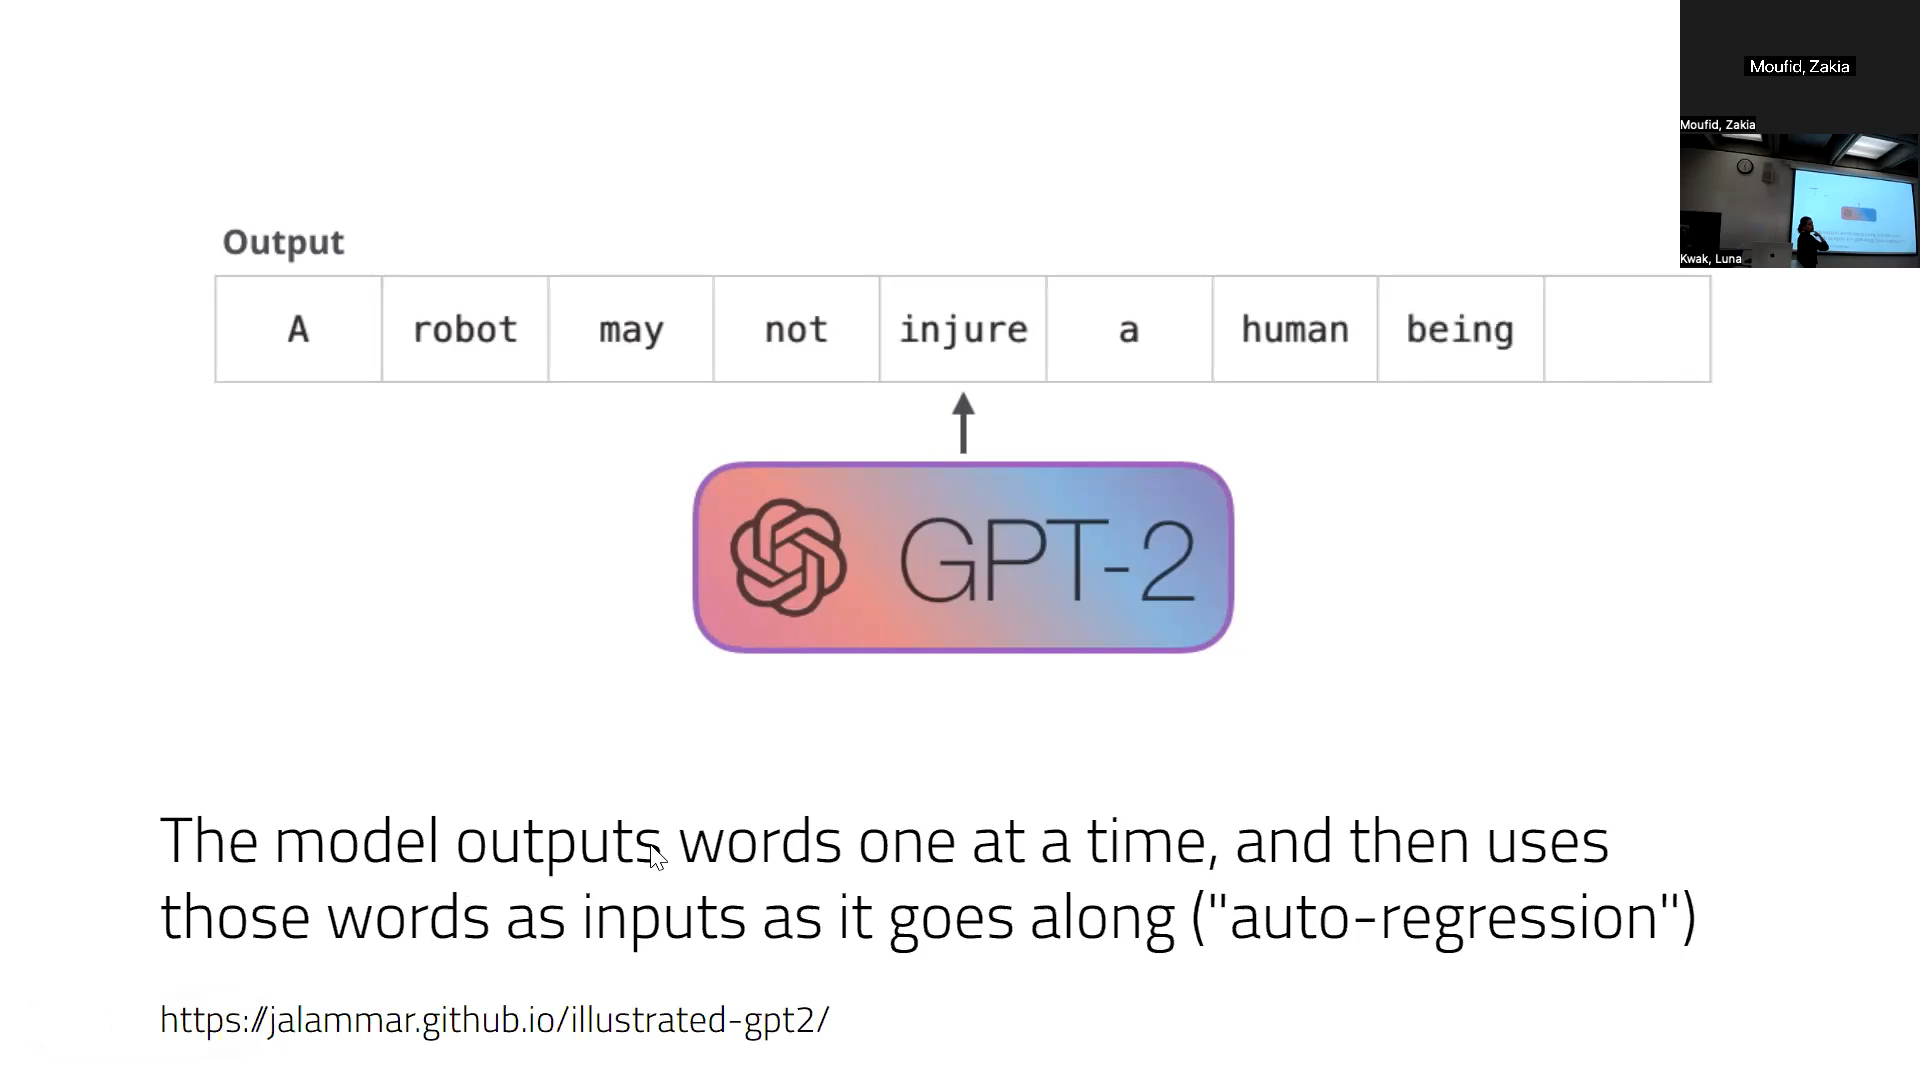 Moufid, Zakia
Moufid, Zakia
Kwak, Luna
Output
A robot may not injure a human being
GPT-2
The model outputs words one at a time, and then uses
those words as inputs as it goes along ("auto-regression")
https://jalammar.github.io/illustrated-gpt2/